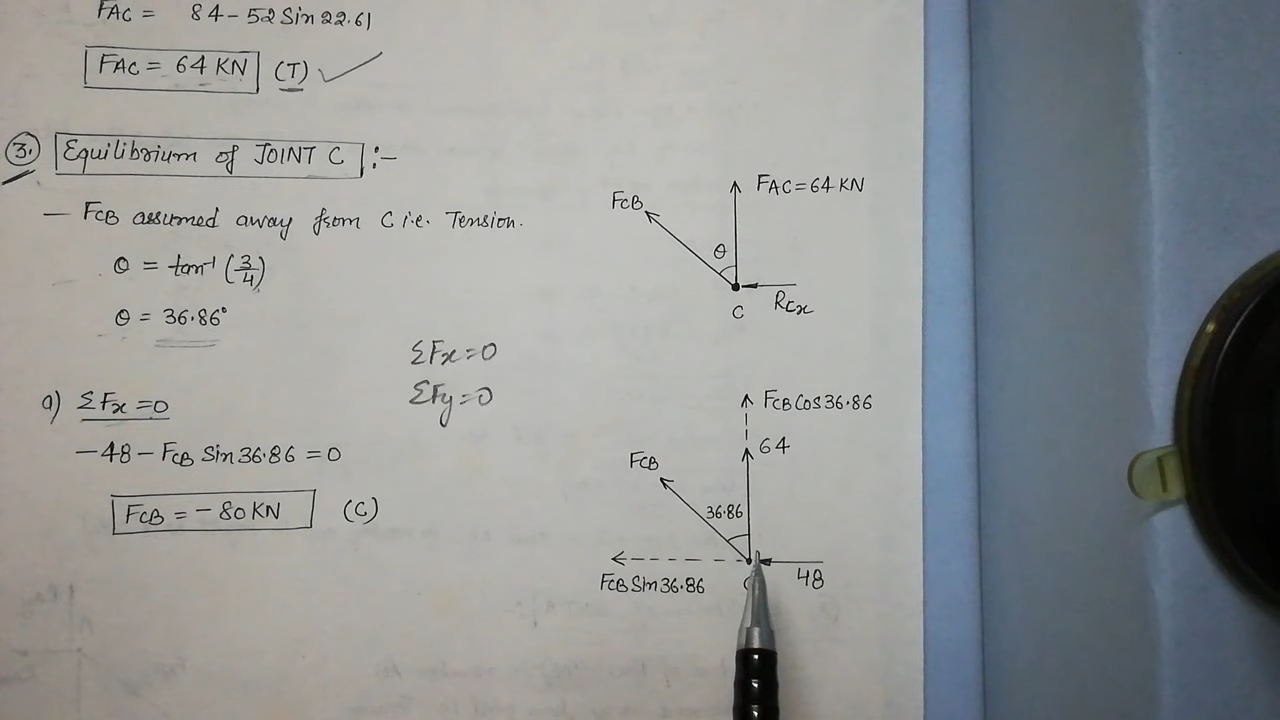 FAC = 84-52 Sin 22.61
FAC = 64 KN (T)
3. Equilibrium of JOINT C :-
— FCB assumed away from C i.e. Tension.
θ = tan⁻¹ (3/4)
θ = 36.86°
ΣFx=0
ΣFy=0
a) ΣFx=0
-48-FCB Sin 36.86 = 0
FCB = -80 KN (C)
FCB
FAC=64 KN
θ
C
RCx
FCB Cos 36.86
64
FCB
36.86
FCB Sin 36.86
48